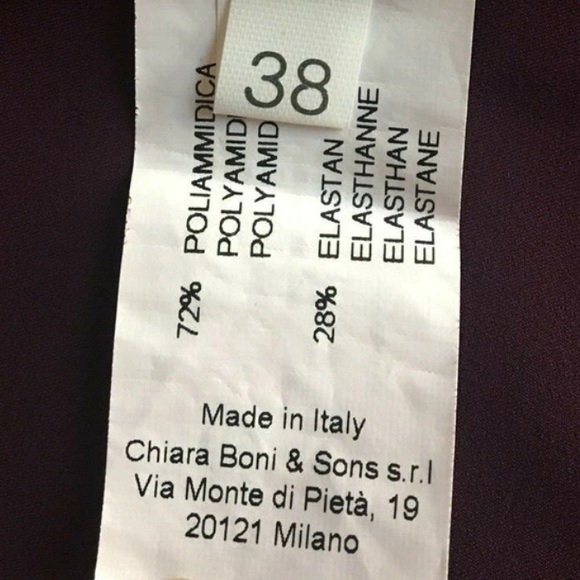 38
72% POLIAMMIDICA
POLYAMID
POLYAMID
28% ELASTAN
ELASTHANNE
ELASTHAN
ELASTANE
Made in Italy
Chiara Boni & Sons s.r.l
Via Monte di Pietà, 19
20121 Milano